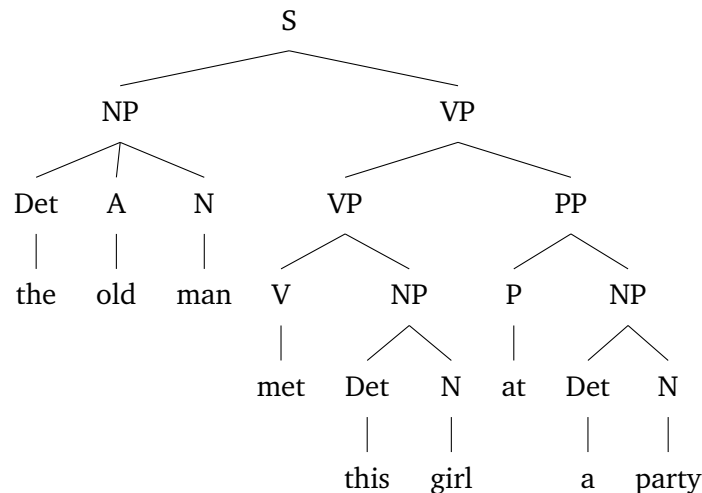 S
NP VP
Det A N VP PP
the old man V NP P NP
met Det N at Det N
this girl a party